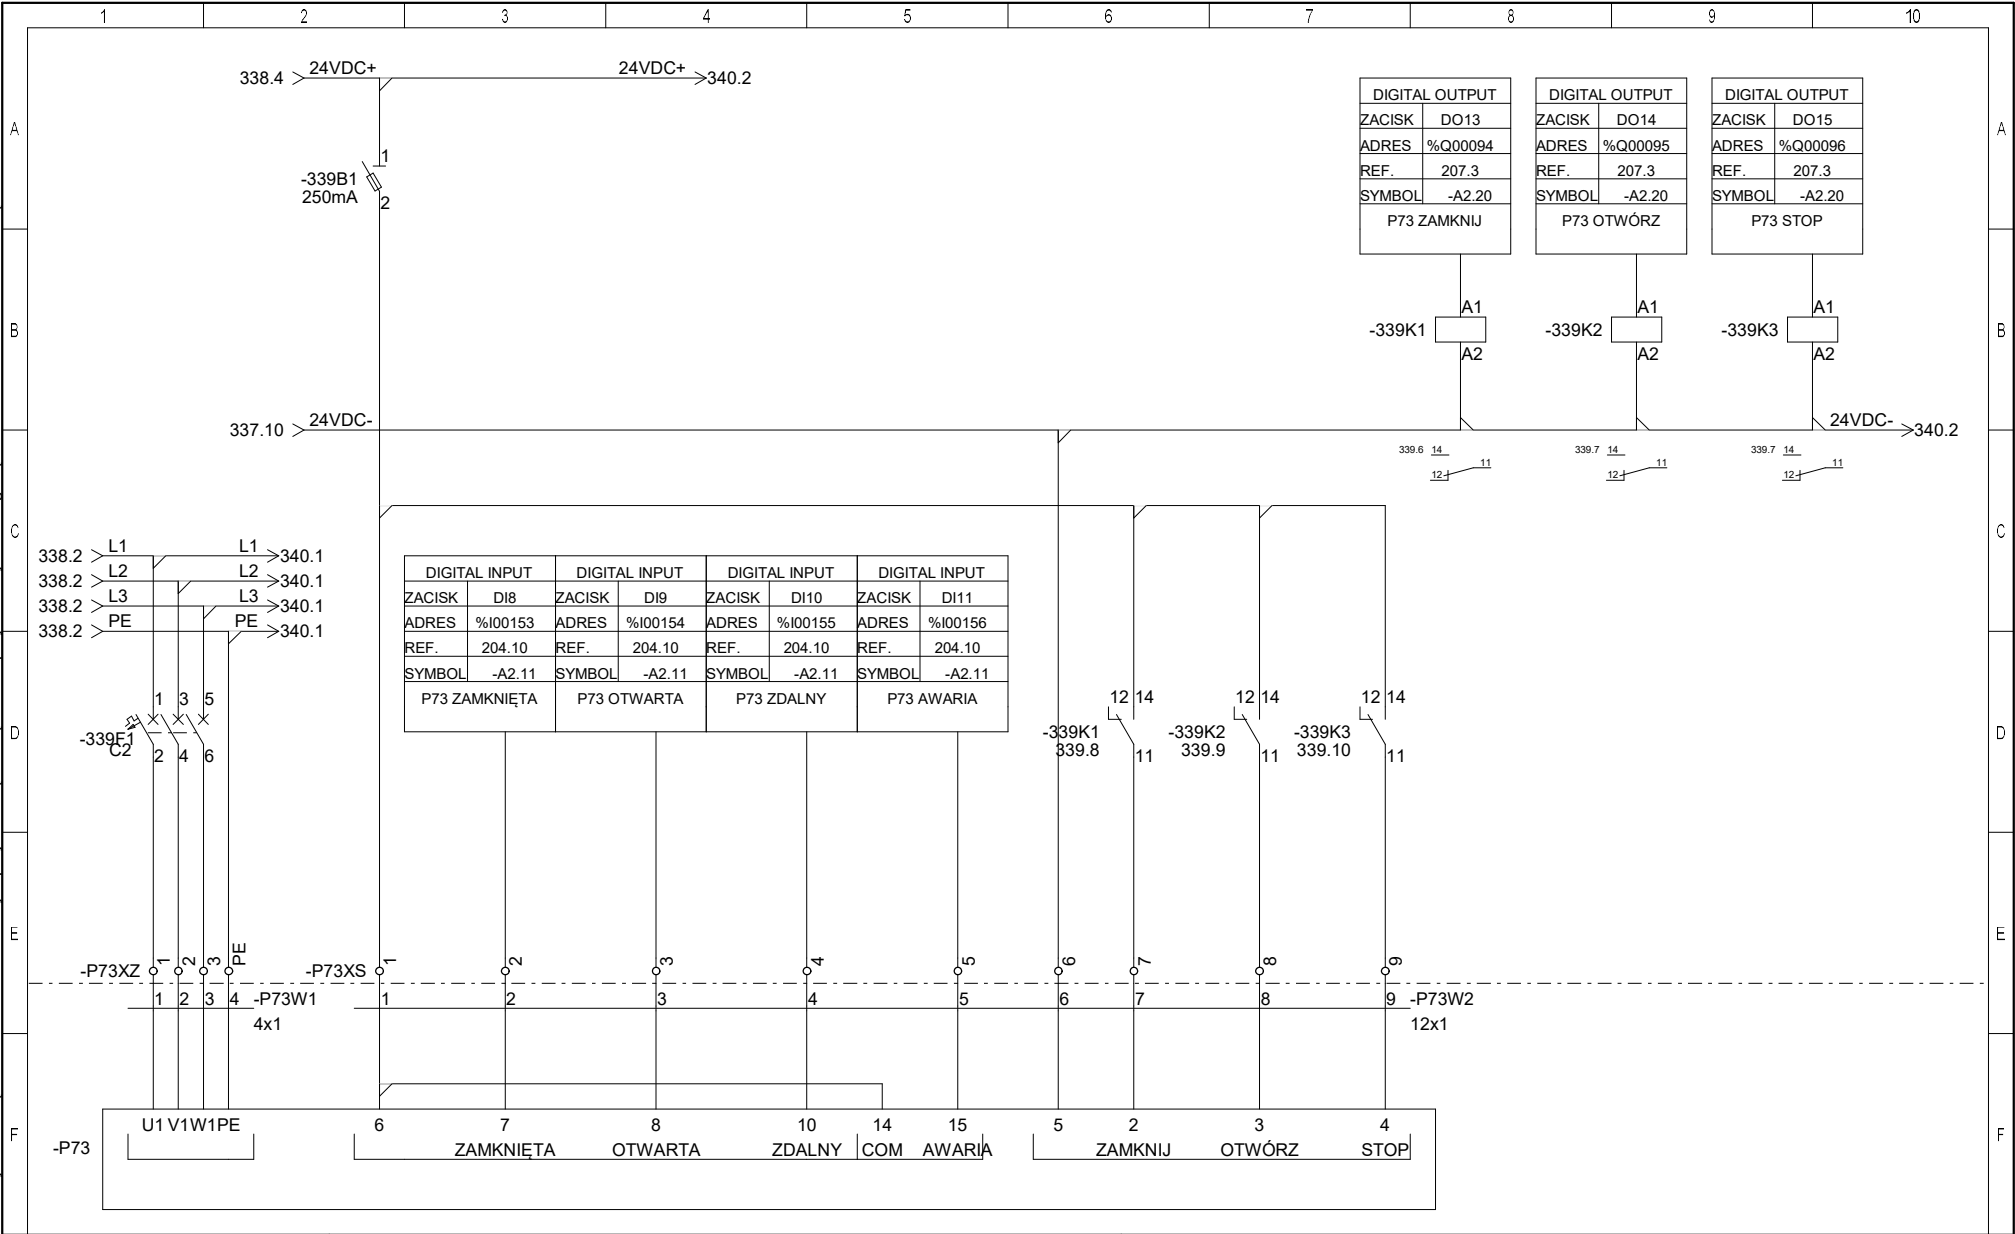 1 2 3 4 5 6 7 8 9 10
338.4 24VDC+ 24VDC+ 340.2
A A
-339B1 1
250mA 2
DIGITAL OUTPUT DIGITAL OUTPUT DIGITAL OUTPUT
ZACISK DO13 ZACISK DO14 ZACISK DO15
ADRES %Q00094 ADRES %Q00095 ADRES %Q00096
REF. 207.3 REF. 207.3 REF. 207.3
SYMBOL -A2.20 SYMBOL -A2.20 SYMBOL -A2.20
P73 ZAMKNIJ P73 OTWÓRZ P73 STOP
A1 A1 A1
B -339K1 -339K2 -339K3 B
A2 A2 A2
337.10 24VDC- 24VDC- 340.2
339.6 14 339.7 14 339.7 14
12 11 12 11 12 11
C C
338.2 L1 L1 340.1
338.2 L2 L2 340.1
338.2 L3 L3 340.1
338.2 PE PE 340.1
DIGITAL INPUT DIGITAL INPUT DIGITAL INPUT DIGITAL INPUT
ZACISK DI8 ZACISK DI9 ZACISK DI10 ZACISK DI11
ADRES %I00153 ADRES %I00154 ADRES %I00155 ADRES %I00156
REF. 204.10 REF. 204.10 REF. 204.10 REF. 204.10
SYMBOL -A2.11 SYMBOL -A2.11 SYMBOL -A2.11 SYMBOL -A2.11
P73 ZAMKNIĘTA P73 OTWARTA P73 ZDALNY P73 AWARIA
1 3 5 12 14 12 14 12 14
D -339F1 -339K1 -339K2 -339K3 D
C2 339.8 339.9 339.10
2 4 6 11 11 11
E E
-P73XZ 1 2 3 PE -P73XS 1 2 3 4 5 6 7 8 9
1 2 3 4 -P73W1 1 2 3 4 5 6 7 8 9 -P73W2
4x1 12x1
F F
U1 V1 W1 PE 6 7 8 10 14 15 5 2 3 4
-P73 ZAMKNIĘTA OTWARTA ZDALNY COM AWARIA ZAMKNIJ OTWÓRZ STOP